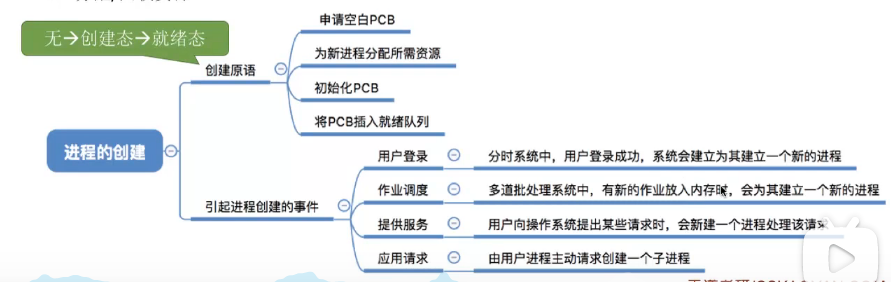 无→创建态→就绪态
申请空白PCB
为新进程分配所需资源
创建原语
初始化PCB
将PCB插入就绪队列
进程的创建
用户登录 分时系统中，用户登录成功，系统会建立为其建立一个新的进程
作业调度 多道批处理系统中，有新的作业放入内存时，会为其建立一个新的进程
引起进程创建的事件
提供服务 用户向操作系统提出某些请求时，会新建一个进程处理该请求
应用请求 由用户进程主动请求创建一个子进程